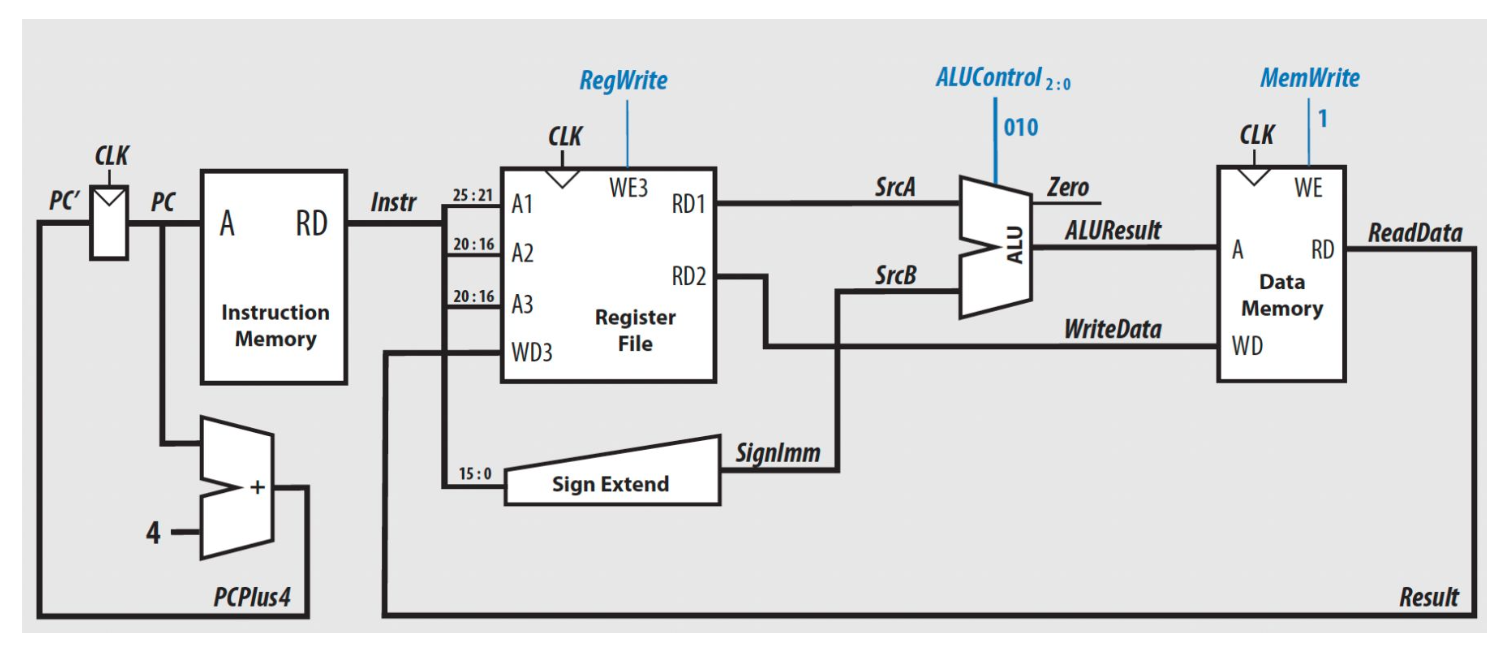 RegWrite
ALUControl 2:0
MemWrite
010
1
CLK
CLK
CLK
PC′
PC
A
RD
Instruction
Memory
Instr
25:21
20:16
20:16
A1
A2
A3
WD3
WE3
RD1
RD2
Register
File
SrcA
SrcB
ALU
Zero
ALUResult
WriteData
WE
A
RD
Data
Memory
WD
ReadData
15:0
Sign Extend
SignImm
+
4
PCPlus4
Result